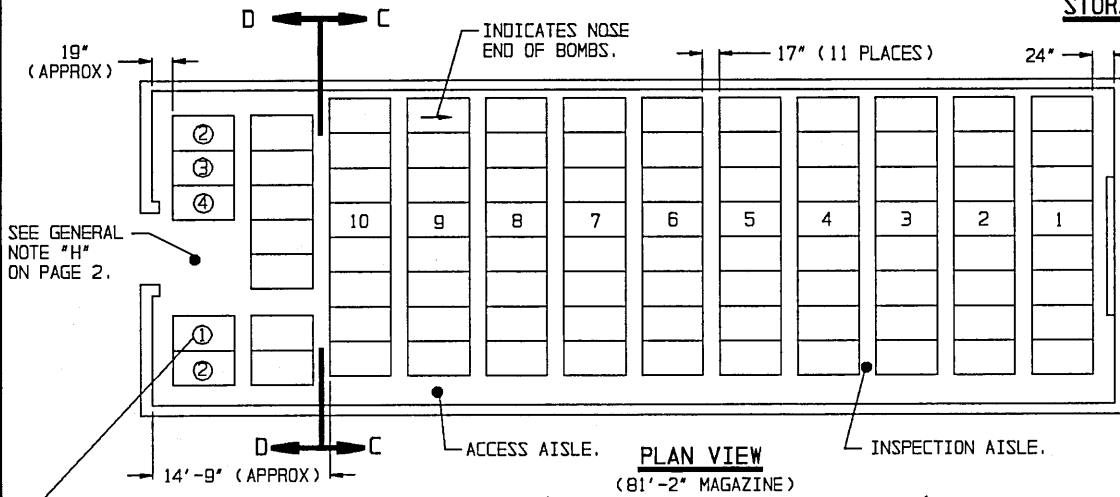 STOR
D C
INDICATES NOSE
END OF BOMBS.
19"
(APPROX)
17" (11 PLACES)
24"
2
3
4
10 9 8 7 6 5 4 3 2 1
SEE GENERAL
NOTE "H"
ON PAGE 2.
1
2
D C
ACCESS AISLE.
INSPECTION AISLE.
14'-9" (APPROX)
PLAN VIEW
(81'-2" MAGAZINE)